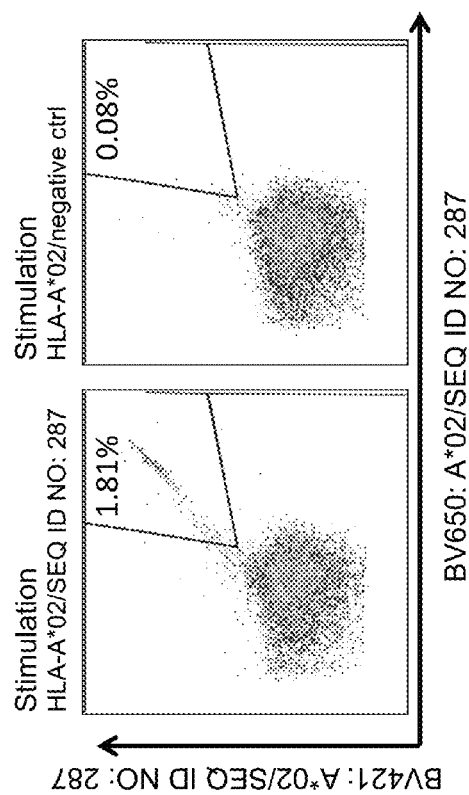 Stimulation
HLA-A*02/SEQ ID NO: 287
1.81%
Stimulation
HLA-A*02/negative ctrl
0.08%
BV421: A*02/SEQ ID NO: 287
BV650: A*02/SEQ ID NO: 287